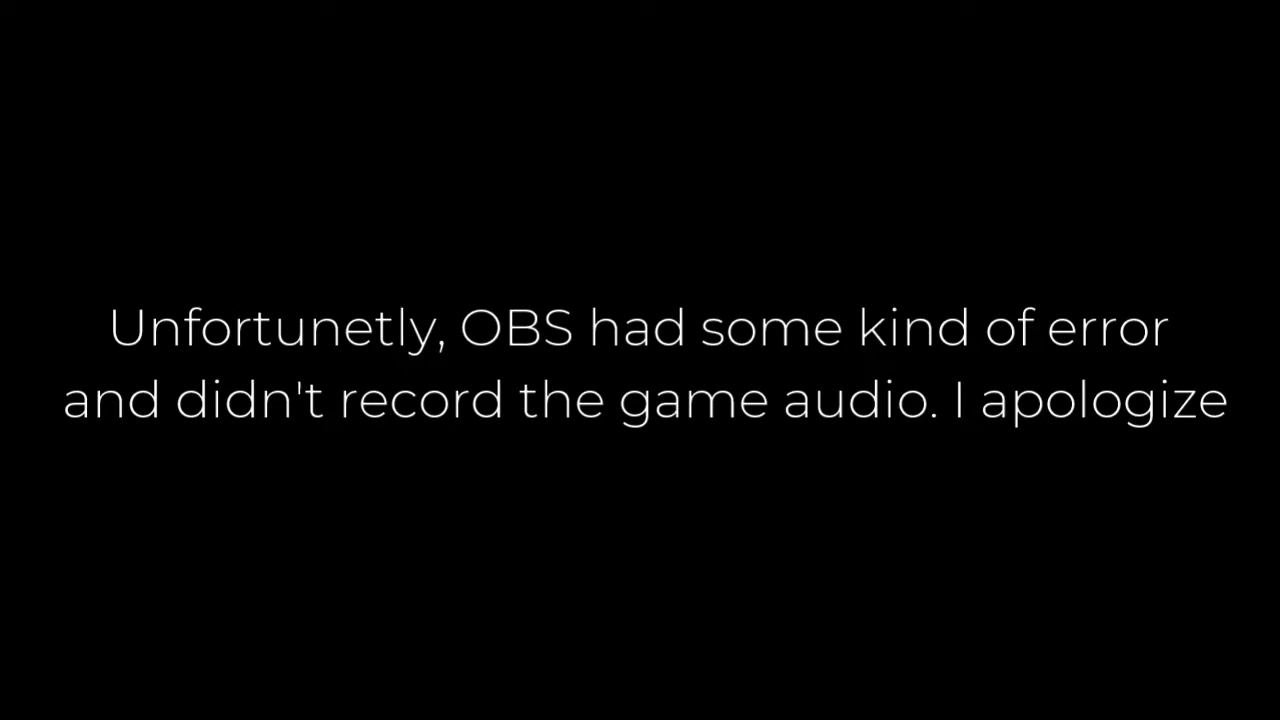 Unfortunetly, OBS had some kind of error
and didn't record the game audio. I apologize